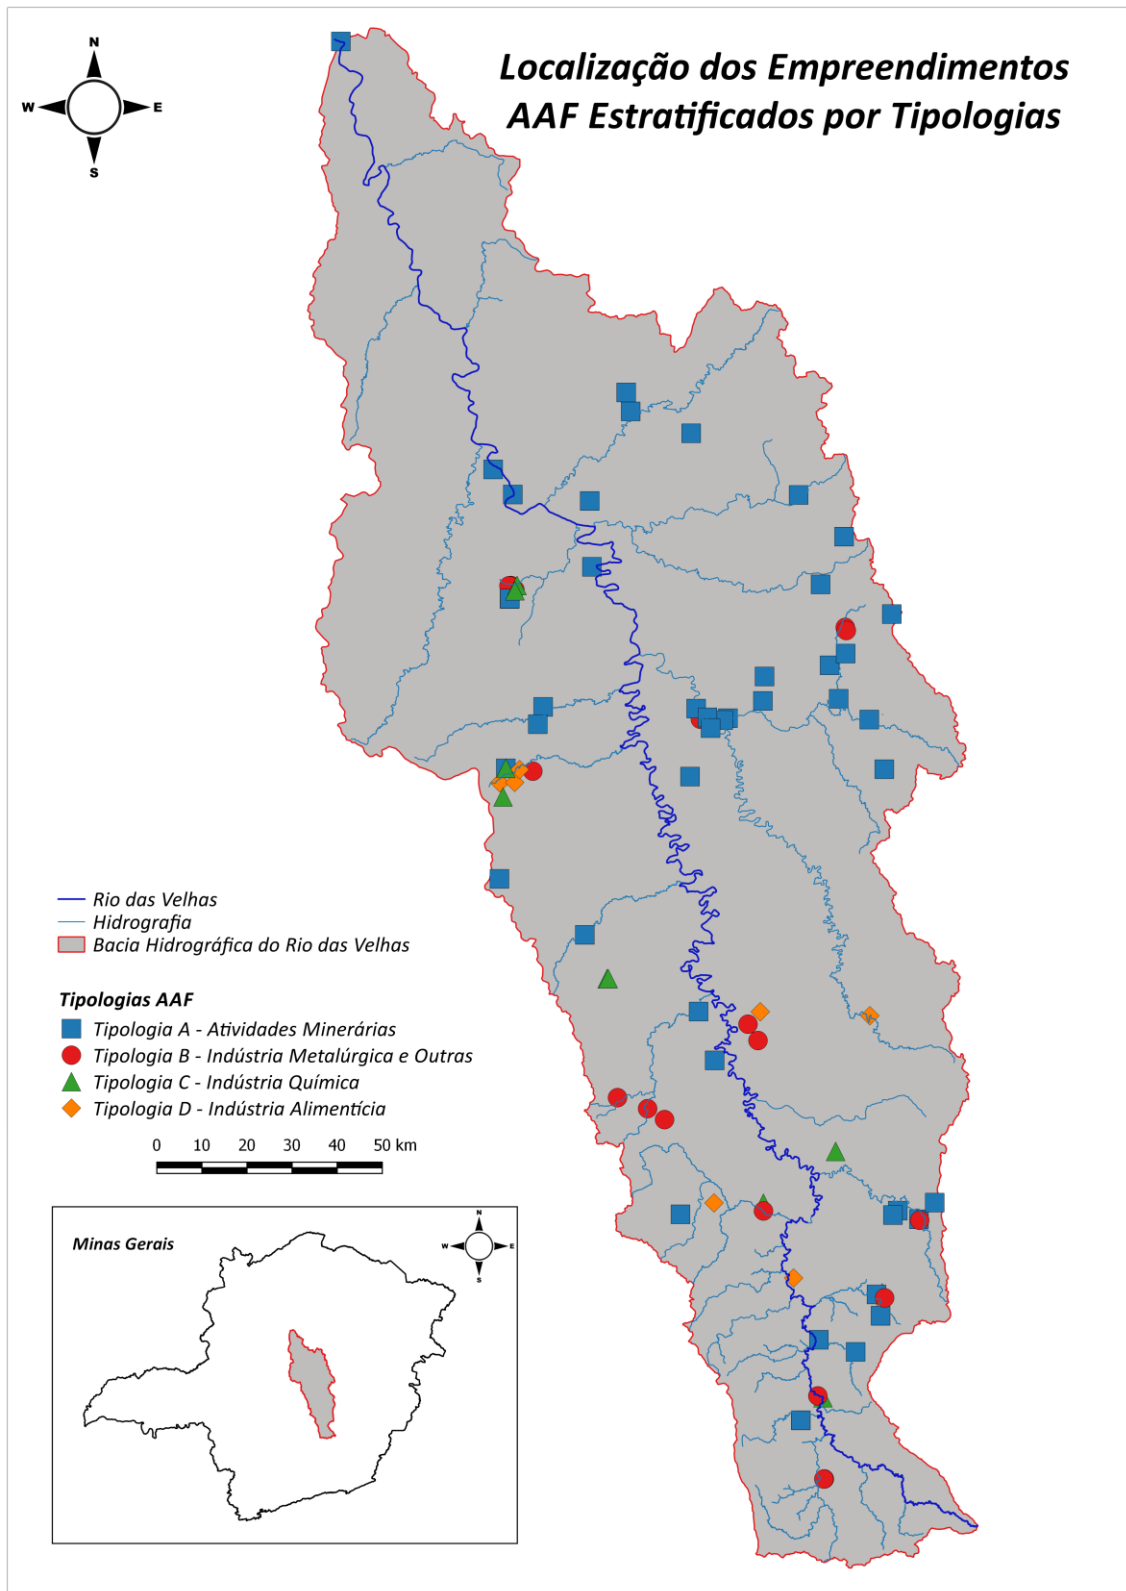 Localização dos Empreendimentos
AAF Estratificados por Tipologias
N
W
E
S
Rio das Velhas
Hidrografia
Bacia Hidrográfica do Rio das Velhas
Tipologias AAF
Tipologia A - Atividades Minerárias
Tipologia B - Indústria Metalúrgica e Outras
Tipologia C - Indústria Química
Tipologia D - Indústria Alimentícia
0 10 20 30 40 50 km
Minas Gerais
N
W
E
S